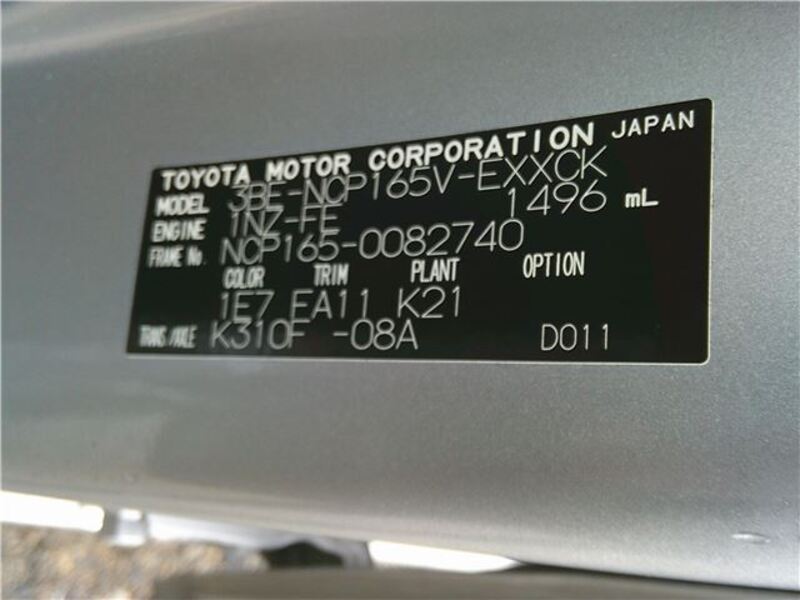 TOYOTA MOTOR CORPORATION JAPAN
MODEL 3BE-NCP165V-EXXCK
ENGINE 1NZ-FE 1496 mL
FRAME No. NCP165-0082740
COLOR TRIM PLANT OPTION
1E7 EA11 K21
TRANS/AXLE K310F -08A D011